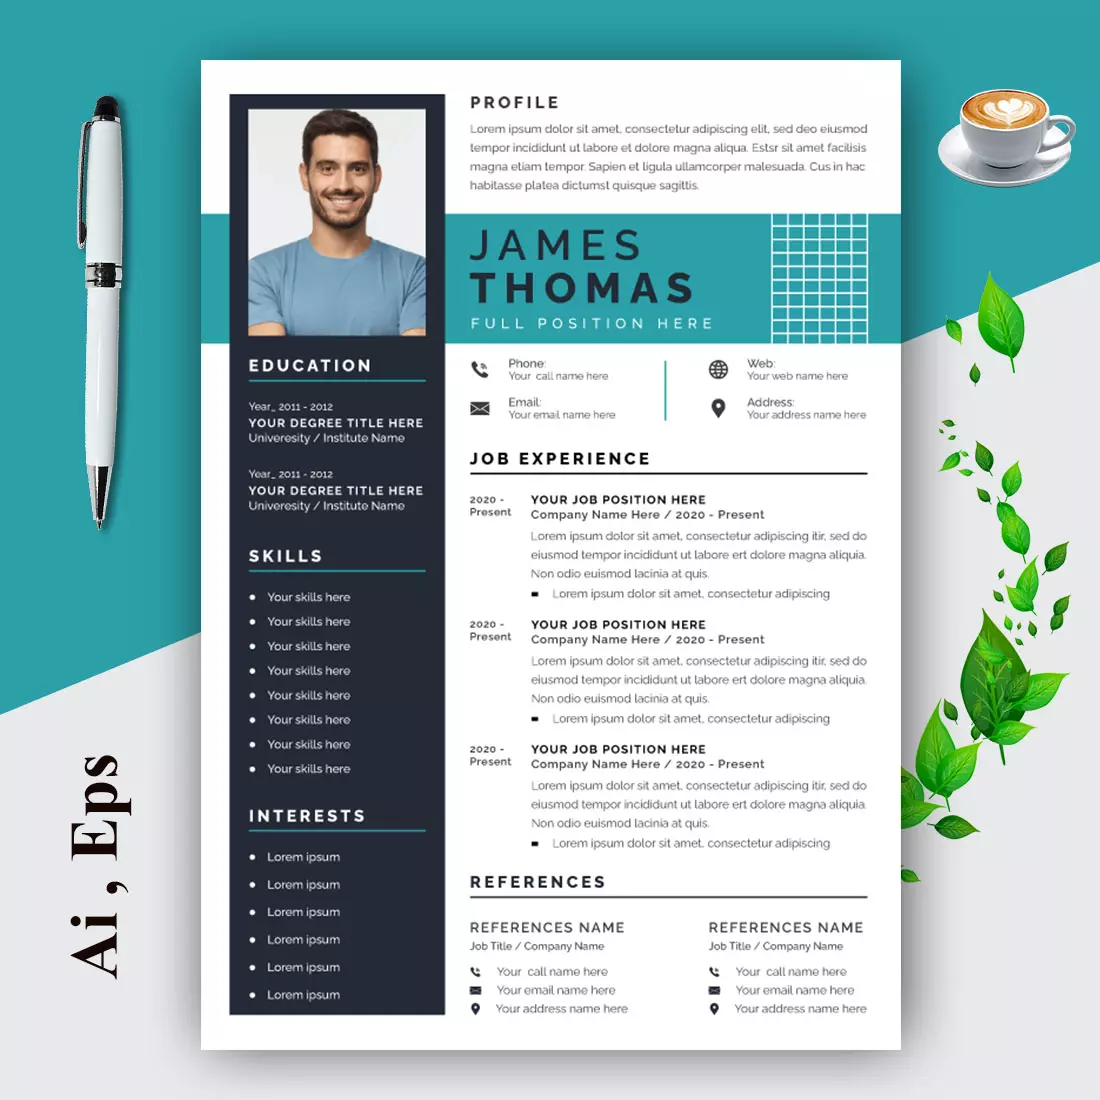 PROFILE
Lorem ipsum dolor sit amet, consectetur adipiscing elit, sed deo eiusmod
tempor incididunt ut labore et dolore magna aliqua. Estsr sit amet facilisis
magna etiam tempor. Sapien et ligula ullamcorper malesuada. Cus in hac
habitasse platea dictumst quisque sagittis.
JAMES
THOMAS
FULL POSITION HERE
Phone:
Your call name here
Email:
Your email name here
Web:
Your web name here
Address:
Your address name here
EDUCATION
Year_ 2011 - 2012
YOUR DEGREE TITLE HERE
Univeresity / Institute Name
Year_ 2011 - 2012
YOUR DEGREE TITLE HERE
Univeresity / Institute Name
SKILLS
Your skills here
Your skills here
Your skills here
Your skills here
Your skills here
Your skills here
Your skills here
Your skills here
INTERESTS
Lorem ipsum
Lorem ipsum
Lorem ipsum
Lorem ipsum
Lorem ipsum
Lorem ipsum
JOB EXPERIENCE
2020 -
Present
YOUR JOB POSITION HERE
Company Name Here / 2020 - Present
Lorem ipsum dolor sit amet, consectetur adipiscing itir, sed do
eiusmod tempor incididunt ut labore et dolore magna aliquia.
Non odio euismod lacinia at quis.
Lorem ipsum dolor sit amet, consectetur adipiscing
2020 -
Present
YOUR JOB POSITION HERE
Company Name Here / 2020 - Present
Lorem ipsum dolor sit amet, consectetur adipiscing itir, sed do
eiusmod tempor incididunt ut labore et dolore magna aliquia.
Non odio euismod lacinia at quis.
Lorem ipsum dolor sit amet, consectetur adipiscing
2020 -
Present
YOUR JOB POSITION HERE
Company Name Here / 2020 - Present
Lorem ipsum dolor sit amet, consectetur adipiscing itir, sed do
eiusmod tempor incididunt ut labore et dolore magna aliquia.
Non odio euismod lacinia at quis.
Lorem ipsum dolor sit amet, consectetur adipiscing
REFERENCES
REFERENCES NAME
Job Title / Company Name
Your call name here
Your email name here
Your address name here
REFERENCES NAME
Job Title / Company Name
Your call name here
Your email name here
Your address name here
Ai , Eps